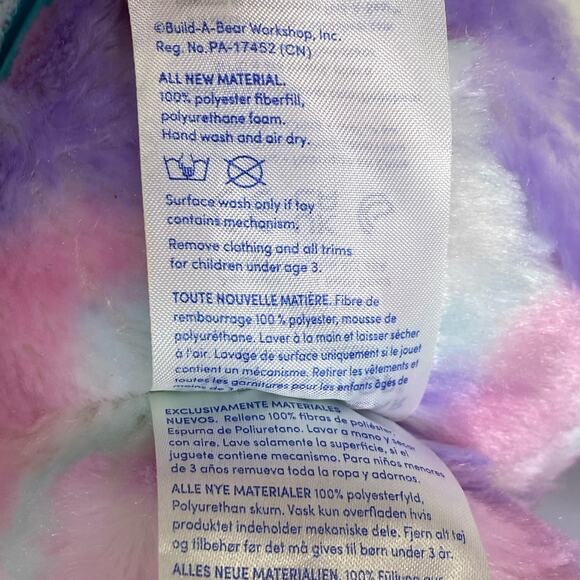 ©Build-A-Bear Workshop, Inc.
Reg. No.PA-17452 (CN)
ALL NEW MATERIAL.
100% polyester fiberfill,
polyurethane foam.
Hand wash and air dry.
Surface wash only if toy
contains mechanism.
Remove clothing and all trims
for children under age 3.
TOUTE NOUVELLE MATIÈRE. Fibre de
rembourrage 100 % polyester, mousse de
polyuréthane. Laver à la main et laisser sécher
à l'air. Lavage de surface uniquement si le jouet
contient un mécanisme. Retirer les vêtements et
toutes les garnitures pour les enfants âgés de
moins de 3
EXCLUSIVAMENTE MATERIALES
NUEVOS. Relleno 100% fibras de poliéster
Espuma de Poliuretano. Lavar a mano y secar
con aire. Lave solamente la superficie, si el
juguete contiene mecanismo. Para niños menores
de 3 años remueva toda la ropa y adornos.
ALLE NYE MATERIALER 100% polyesterfyld,
Polyurethan skum. Vask kun overfladen hvis
produktet indeholder mekaniske dele. Fjern alt tøj
og tilbehør før det må gives til børn under 3 år.
ALLES NEUE MATERIALIEN. 100% Füllung aus